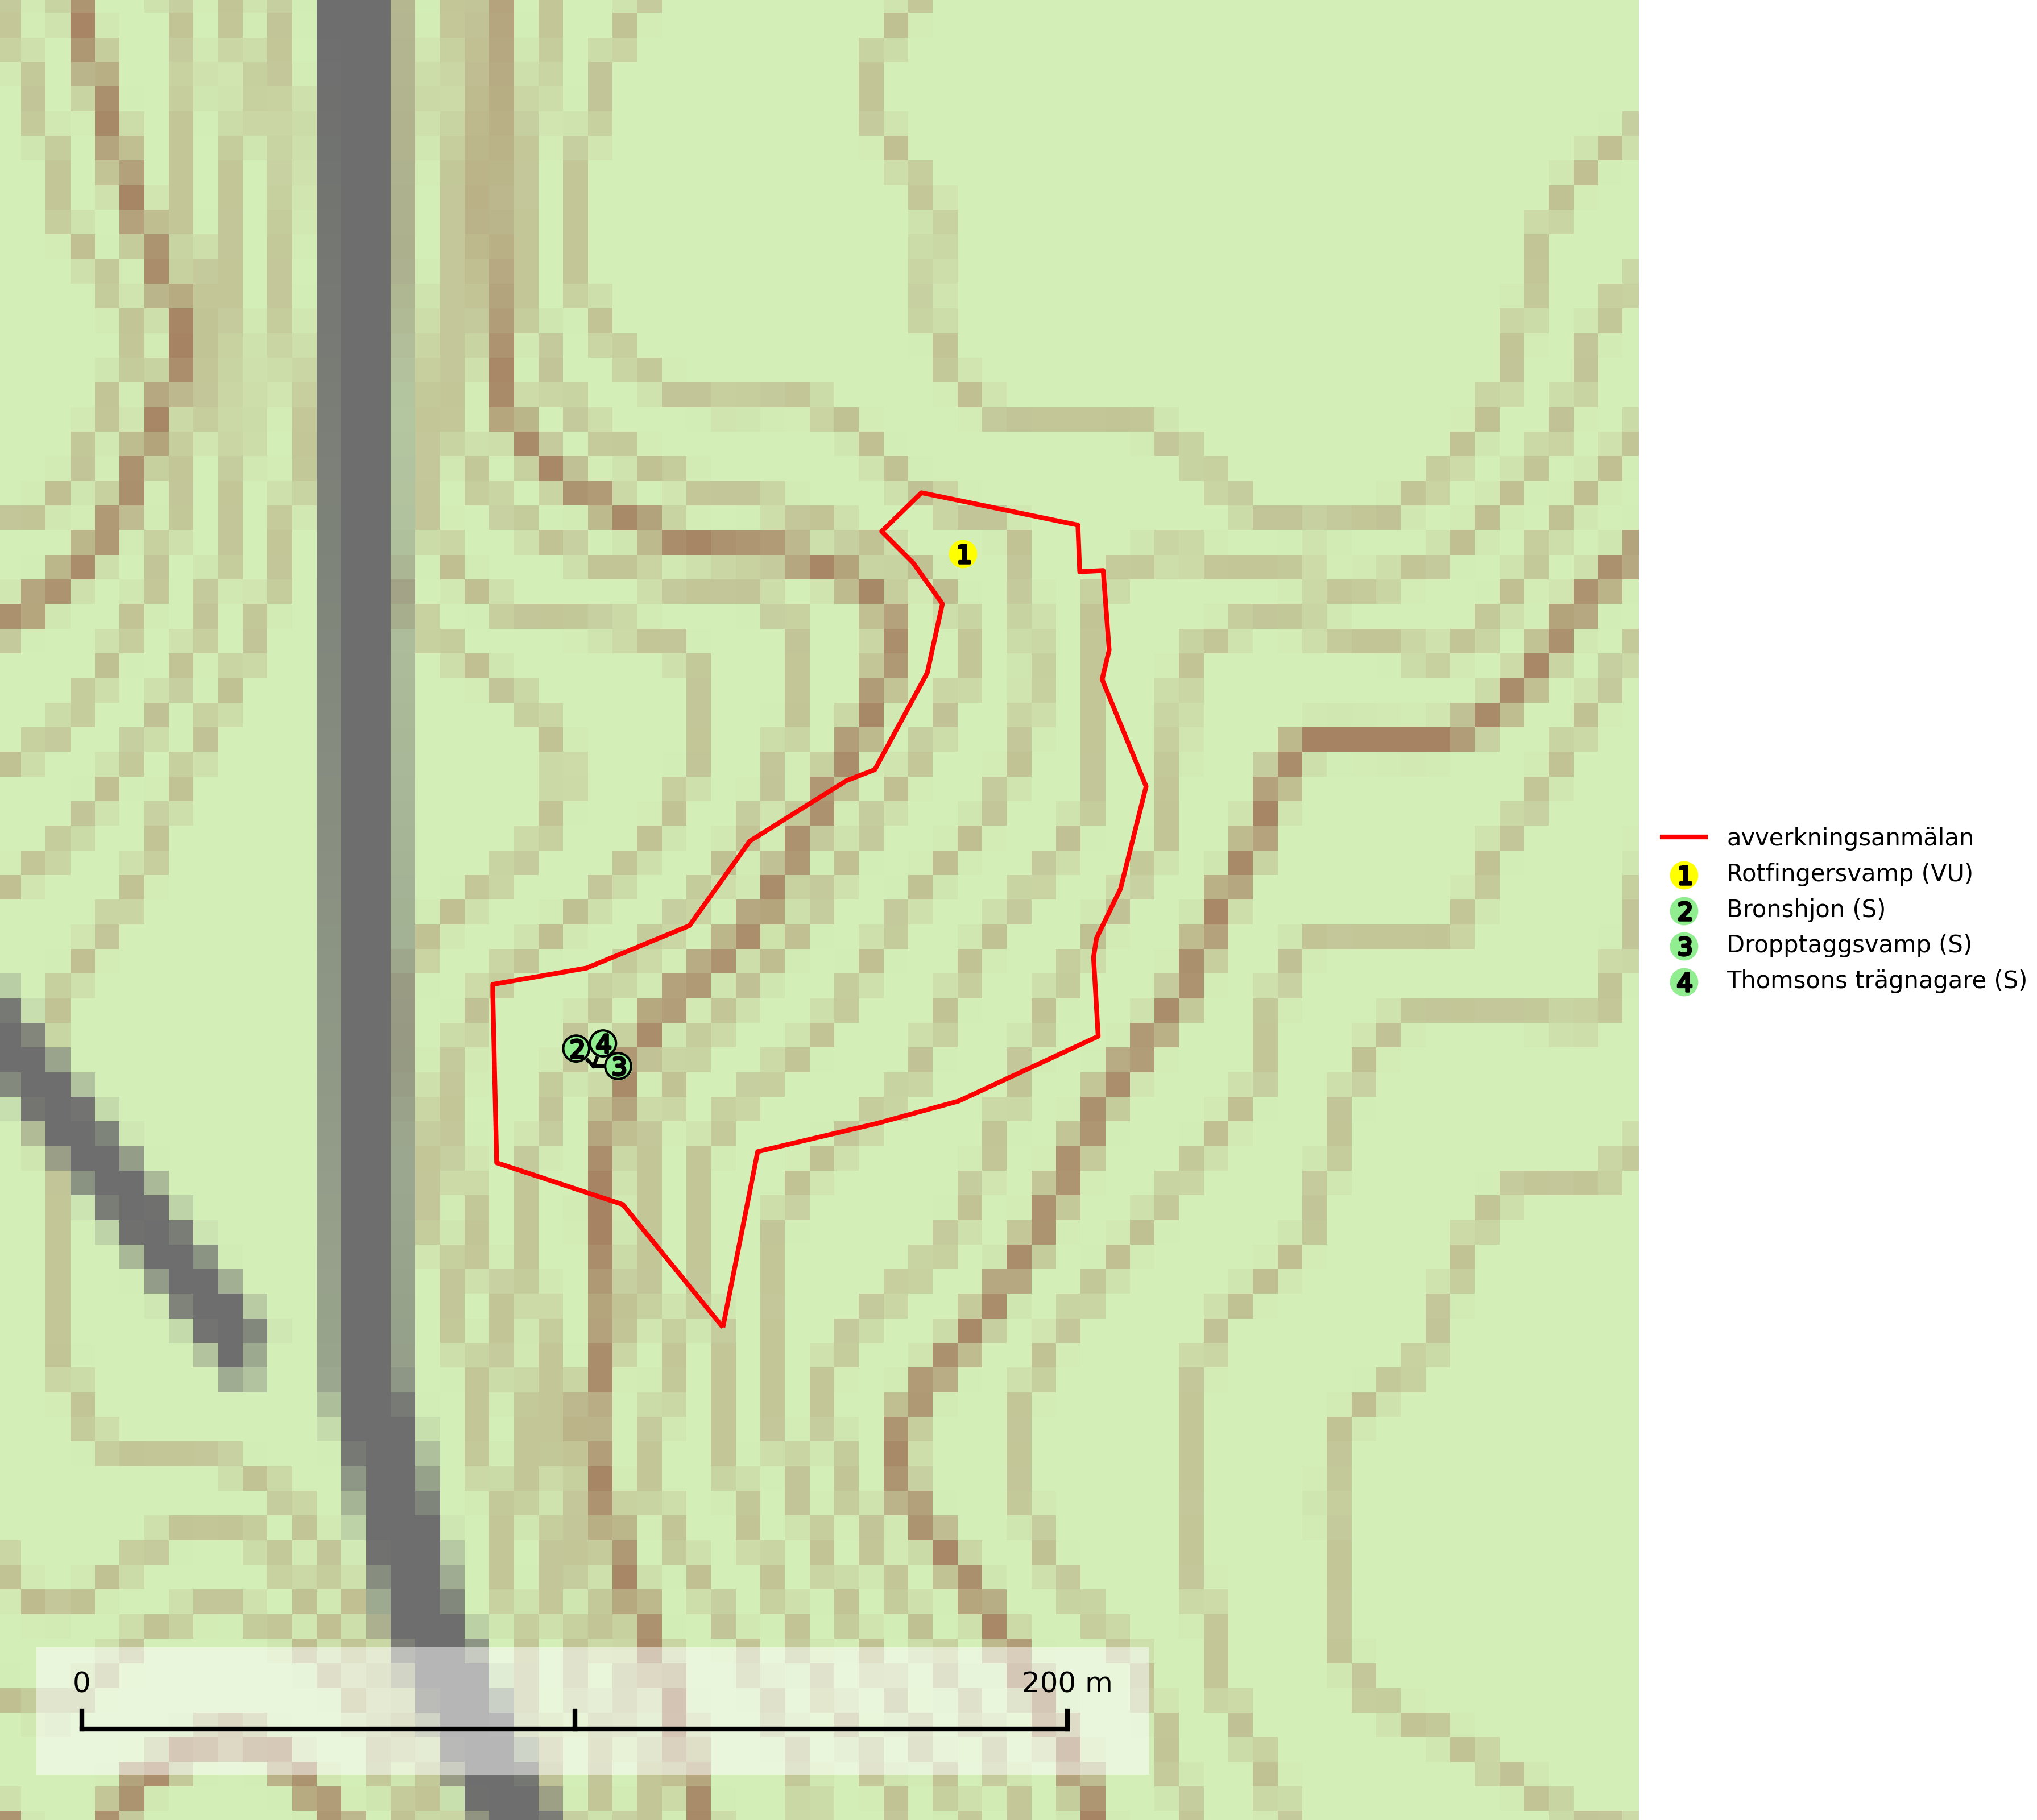 1
2
4
3
avverkningsanmälan
1 Rotfingersvamp (VU)
2 Bronshjon (S)
3 Dropptaggsvamp (S)
4 Thomsons trägnagare (S)
0 200 m